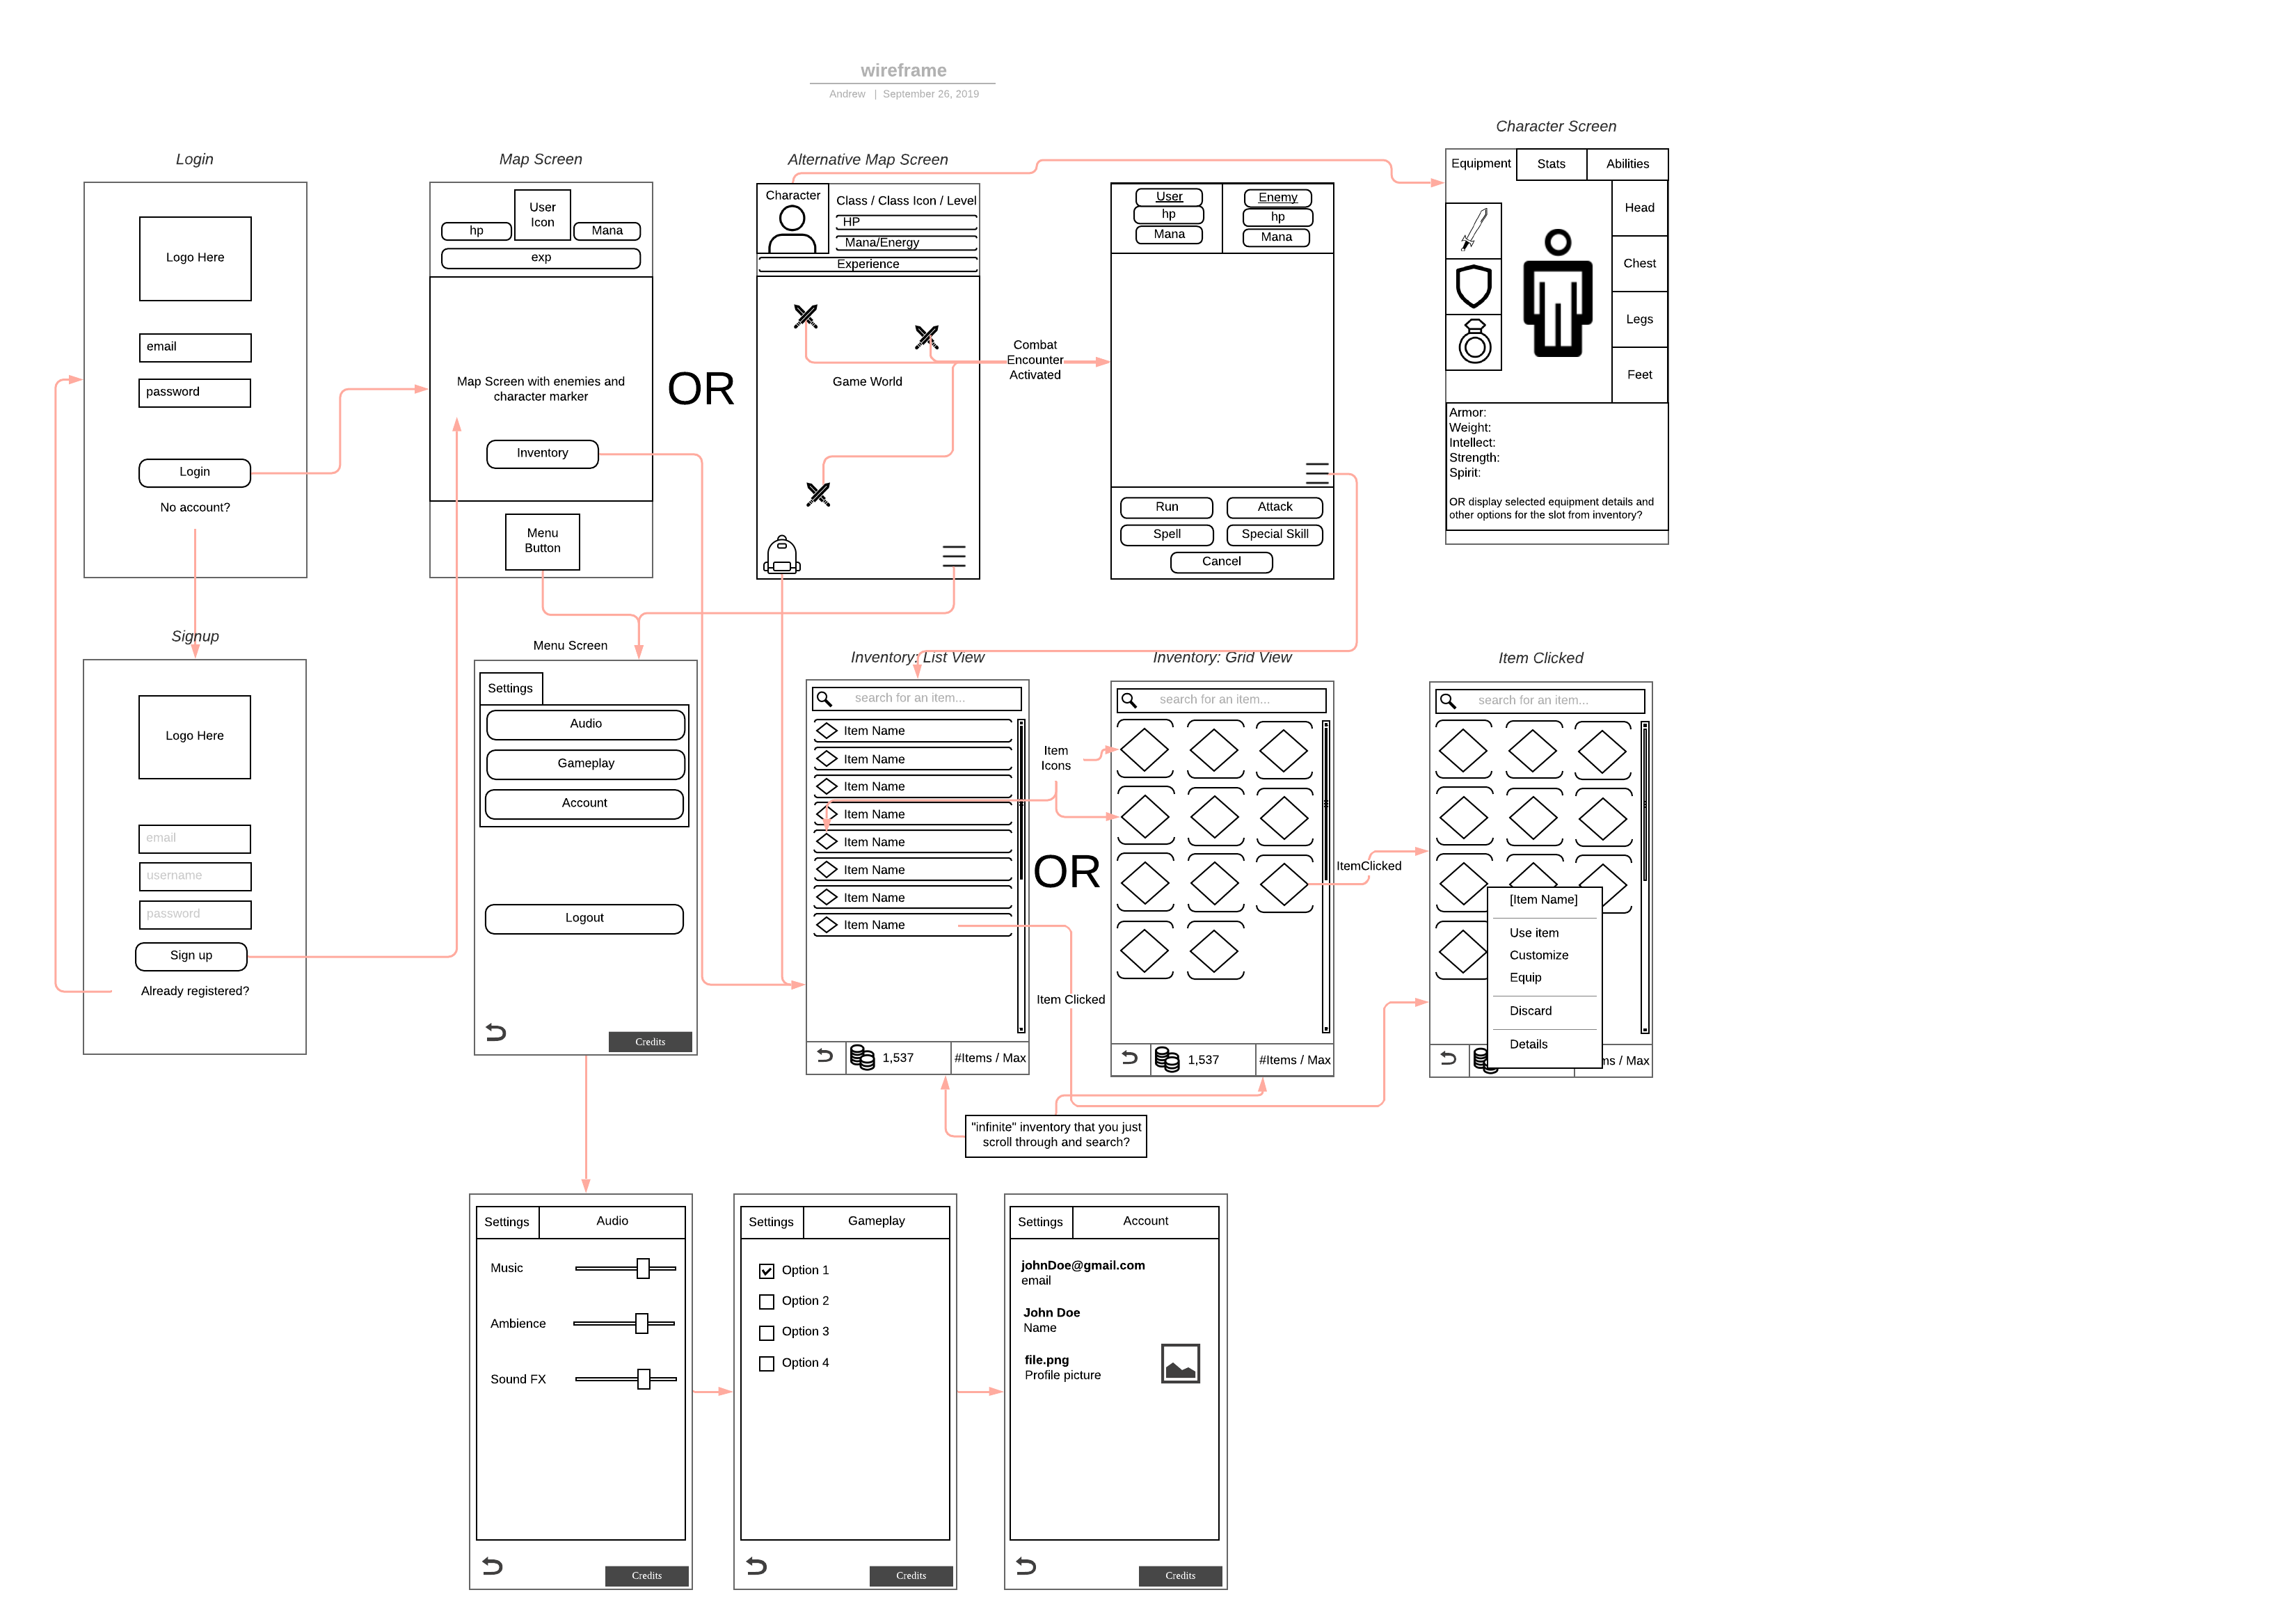 wireframe
Andrew | September 26, 2019
Login
Logo Here
email
password
Login
No account?
Map Screen
User
Icon
hp
Mana
exp
Map Screen with enemies and
character marker
Inventory
Menu
Button
OR
Alternative Map Screen
Character
Class / Class Icon / Level
HP
Mana/Energy
Experience
Game World
Combat
Encounter
Activated
User
hp
Mana
Enemy
hp
Mana
Run
Attack
Spell
Special Skill
Cancel
Character Screen
Equipment
Stats
Abilities
Head
Chest
Legs
Feet
Armor:
Weight:
Intellect:
Strength:
Spirit:
OR display selected equipment details and
other options for the slot from inventory?
Signup
Logo Here
email
username
password
Sign up
Already registered?
Menu Screen
Settings
Audio
Gameplay
Account
Logout
Credits
Inventory: List View
search for an item...
Item Name
Item Name
Item Name
Item Name
Item Name
Item Name
Item Name
Item Name
1,537
#Items / Max
Item
Icons
OR
Item Clicked
Inventory: Grid View
search for an item...
1,537
#Items / Max
ItemClicked
Item Clicked
search for an item...
[Item Name]
Use item
Customize
Equip
Discard
Details
ms / Max
"infinite" inventory that you just
scroll through and search?
Settings
Audio
Music
Ambience
Sound FX
Credits
Settings
Gameplay
Option 1
Option 2
Option 3
Option 4
Credits
Settings
Account
johnDoe@gmail.com
email
John Doe
Name
file.png
Profile picture
Credits